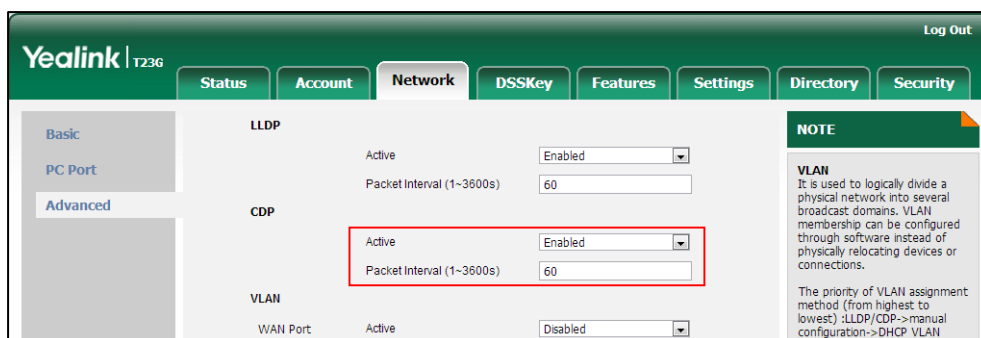 Log Out
Yealink | T23G
Status Account Network DSSKey Features Settings Directory Security
Basic
PC Port
Advanced
LLDP
Active Enabled
Packet Interval (1~3600s) 60
CDP
Active Enabled
Packet Interval (1~3600s) 60
VLAN
WAN Port Active Disabled
NOTE
VLAN
It is used to logically divide a
physical network into several
broadcast domains. VLAN
membership can be configured
through software instead of
physically relocating devices or
connections.
The priority of VLAN assignment
method (from highest to
lowest) :LLDP/CDP->manual
configuration->DHCP VLAN